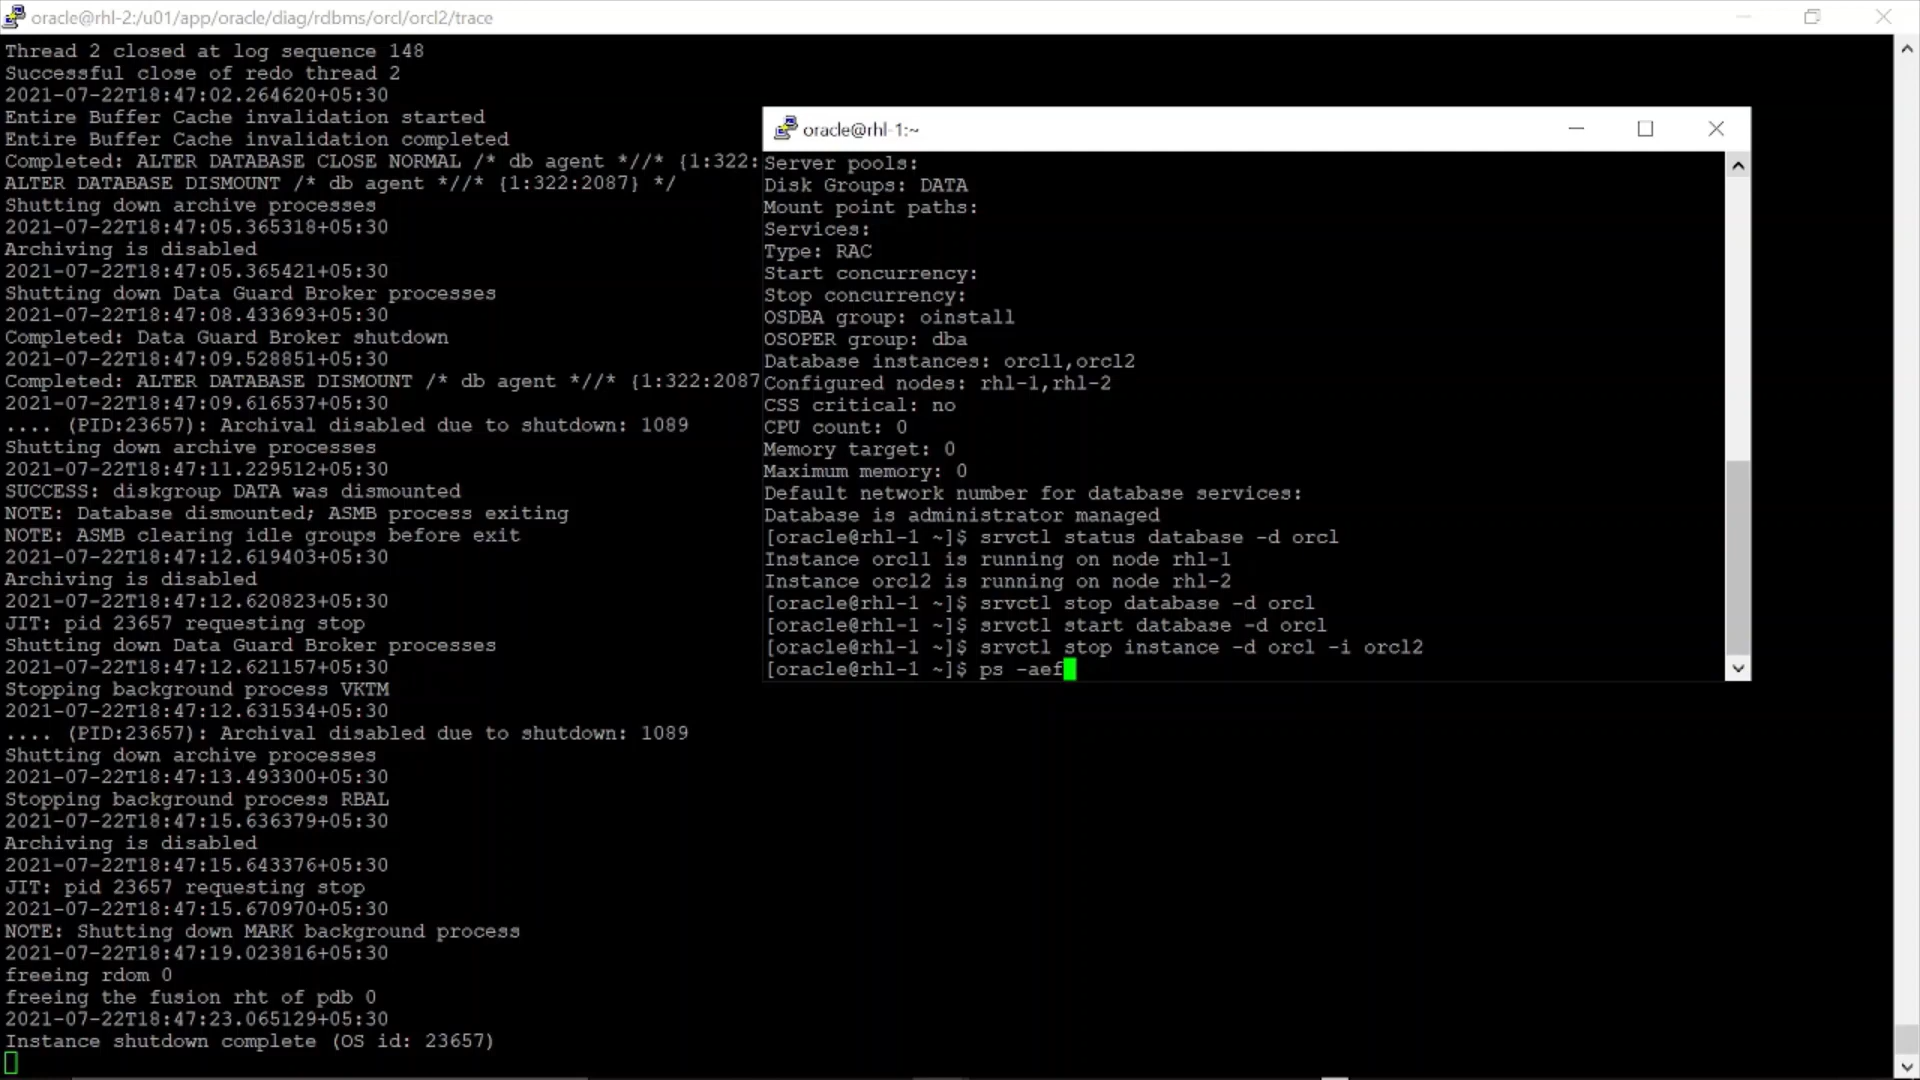 oracle@rhl-2:/u01/app/oracle/diag/rdbms/orcl/orcl2/trace
Thread 2 closed at log sequence 148
Successful close of redo thread 2
2021-07-22T18:47:02.264620+05:30
Entire Buffer Cache invalidation started
Entire Buffer Cache invalidation completed
Completed: ALTER DATABASE CLOSE NORMAL /* db agent *//* {1:322:
ALTER DATABASE DISMOUNT /* db agent *//* {1:322:2087} */
Shutting down archive processes
2021-07-22T18:47:05.365318+05:30
Archiving is disabled
2021-07-22T18:47:05.365421+05:30
Shutting down Data Guard Broker processes
2021-07-22T18:47:08.433693+05:30
Completed: Data Guard Broker shutdown
2021-07-22T18:47:09.528851+05:30
Completed: ALTER DATABASE DISMOUNT /* db agent *//* {1:322:2087
2021-07-22T18:47:09.616537+05:30
.... (PID:23657): Archival disabled due to shutdown: 1089
Shutting down archive processes
2021-07-22T18:47:11.229512+05:30
SUCCESS: diskgroup DATA was dismounted
NOTE: Database dismounted; ASMB process exiting
NOTE: ASMB clearing idle groups before exit
2021-07-22T18:47:12.619403+05:30
Archiving is disabled
2021-07-22T18:47:12.620823+05:30
JIT: pid 23657 requesting stop
Shutting down Data Guard Broker processes
2021-07-22T18:47:12.621157+05:30
Stopping background process VKTM
2021-07-22T18:47:12.631534+05:30
.... (PID:23657): Archival disabled due to shutdown: 1089
Shutting down archive processes
2021-07-22T18:47:13.493300+05:30
Stopping background process RBAL
2021-07-22T18:47:15.636379+05:30
Archiving is disabled
2021-07-22T18:47:15.643376+05:30
JIT: pid 23657 requesting stop
2021-07-22T18:47:15.670970+05:30
NOTE: Shutting down MARK background process
2021-07-22T18:47:19.023816+05:30
freeing rdom 0
freeing the fusion rht of pdb 0
2021-07-22T18:47:23.065129+05:30
Instance shutdown complete (OS id: 23657)
oracle@rhl-1:~
Server pools:
Disk Groups: DATA
Mount point paths:
Services:
Type: RAC
Start concurrency:
Stop concurrency:
OSDBA group: oinstall
OSOPER group: dba
Database instances: orcl1,orcl2
Configured nodes: rhl-1,rhl-2
CSS critical: no
CPU count: 0
Memory target: 0
Maximum memory: 0
Default network number for database services:
Database is administrator managed
[oracle@rhl-1 ~]$ srvctl status database -d orcl
Instance orcl1 is running on node rhl-1
Instance orcl2 is running on node rhl-2
[oracle@rhl-1 ~]$ srvctl stop database -d orcl
[oracle@rhl-1 ~]$ srvctl start database -d orcl
[oracle@rhl-1 ~]$ srvctl stop instance -d orcl -i orcl2
[oracle@rhl-1 ~]$ ps -aef